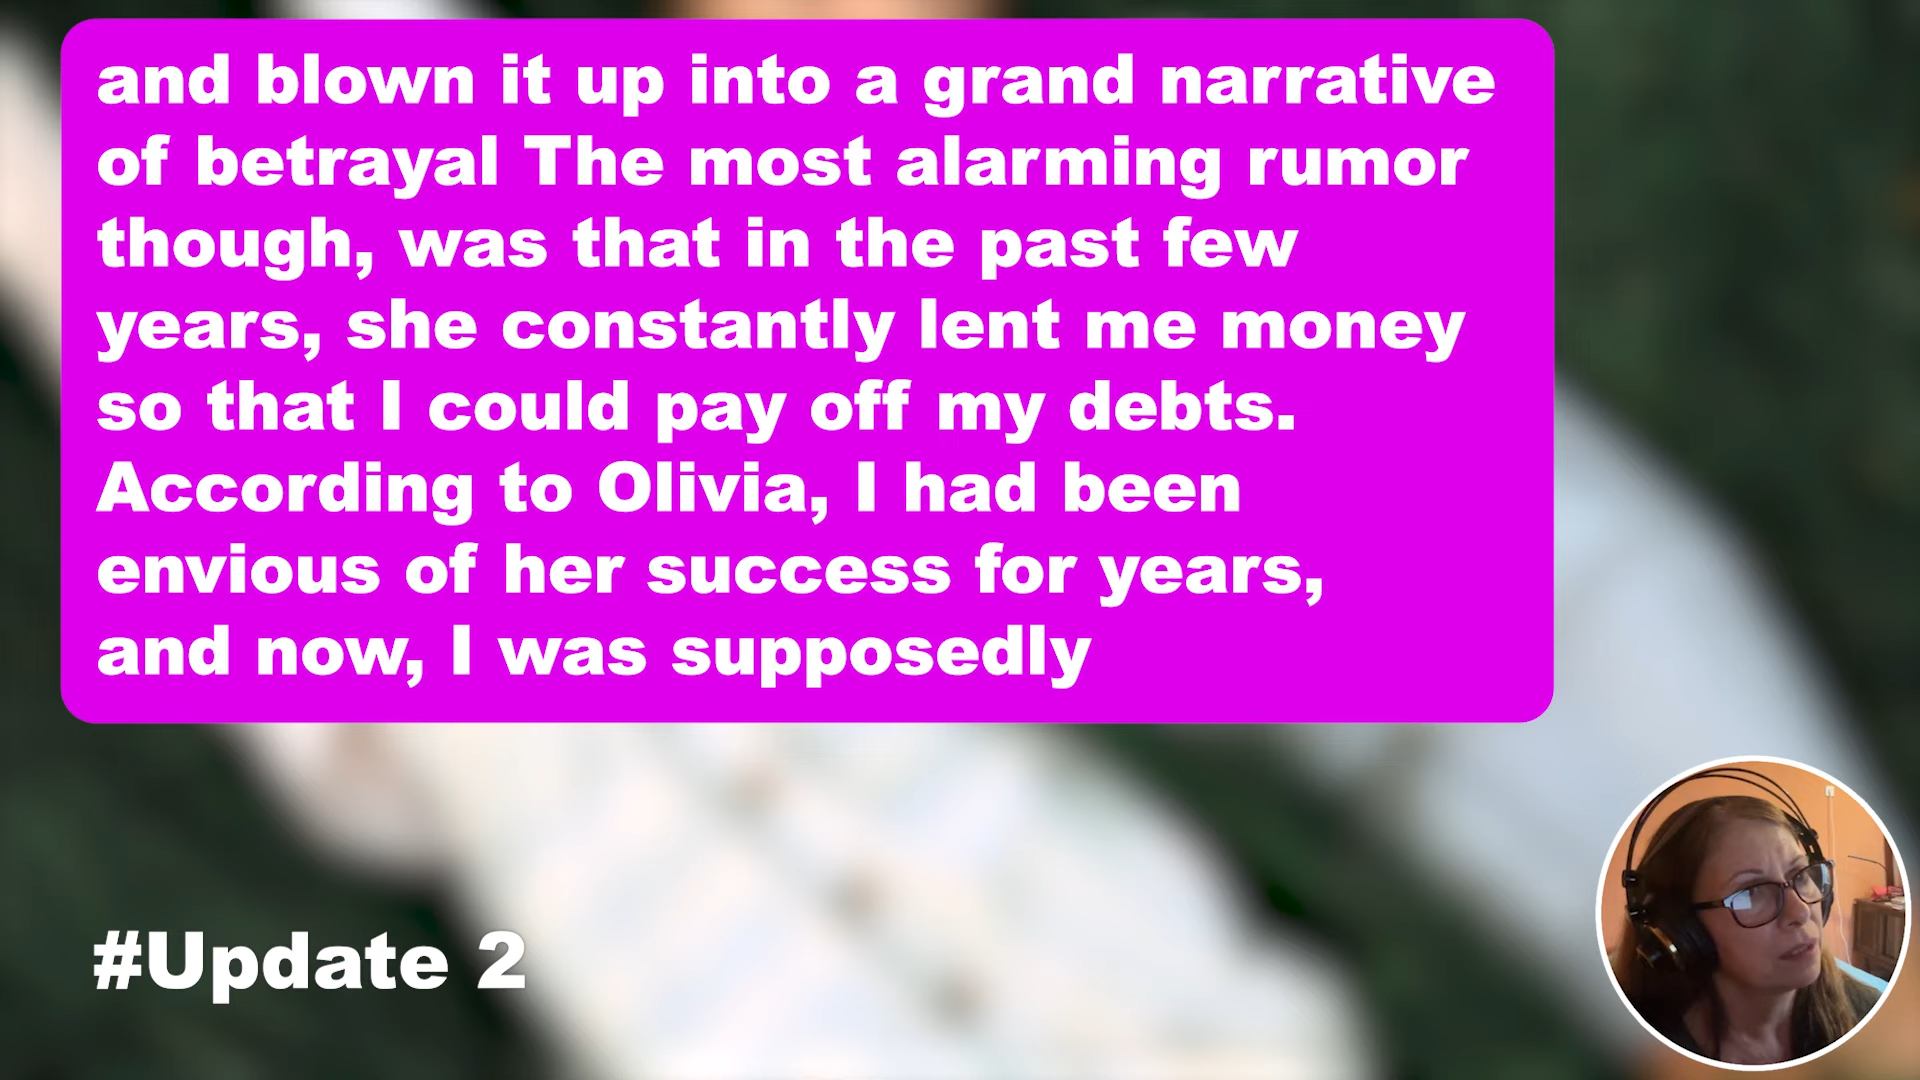 and blown it up into a grand narrative
of betrayal The most alarming rumor
though, was that in the past few
years, she constantly lent me money
so that I could pay off my debts.
According to Olivia, I had been
envious of her success for years,
and now, I was supposedly
#Update 2